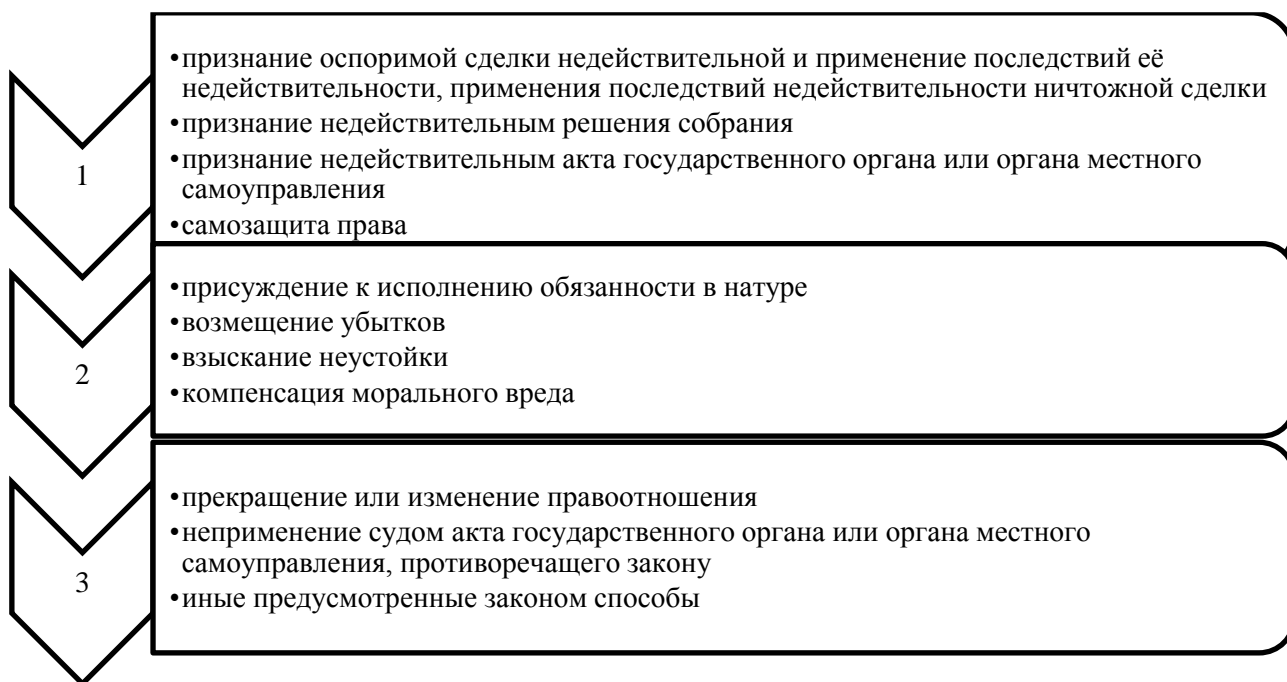 •признание оспоримой сделки недействительной и применение последствий её
недействительности, применения последствий недействительности ничтожной сделки
•признание недействительным решения собрания
•признание недействительным акта государственного органа или органа местного
самоуправления
•самозащита права
1
•присуждение к исполнению обязанности в натуре
•возмещение убытков
•взыскание неустойки
•компенсация морального вреда
2
•прекращение или изменение правоотношения
•неприменение судом акта государственного органа или органа местного
самоуправления, противоречащего закону
•иные предусмотренные законом способы
3